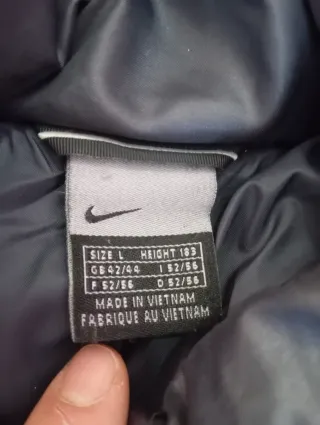 SIZE L HEIGHT 183
GB 42/44 I 52/56
F 52/56 D 52/56
MADE IN VIETNAM
FABRIQUE AU VIETNAM